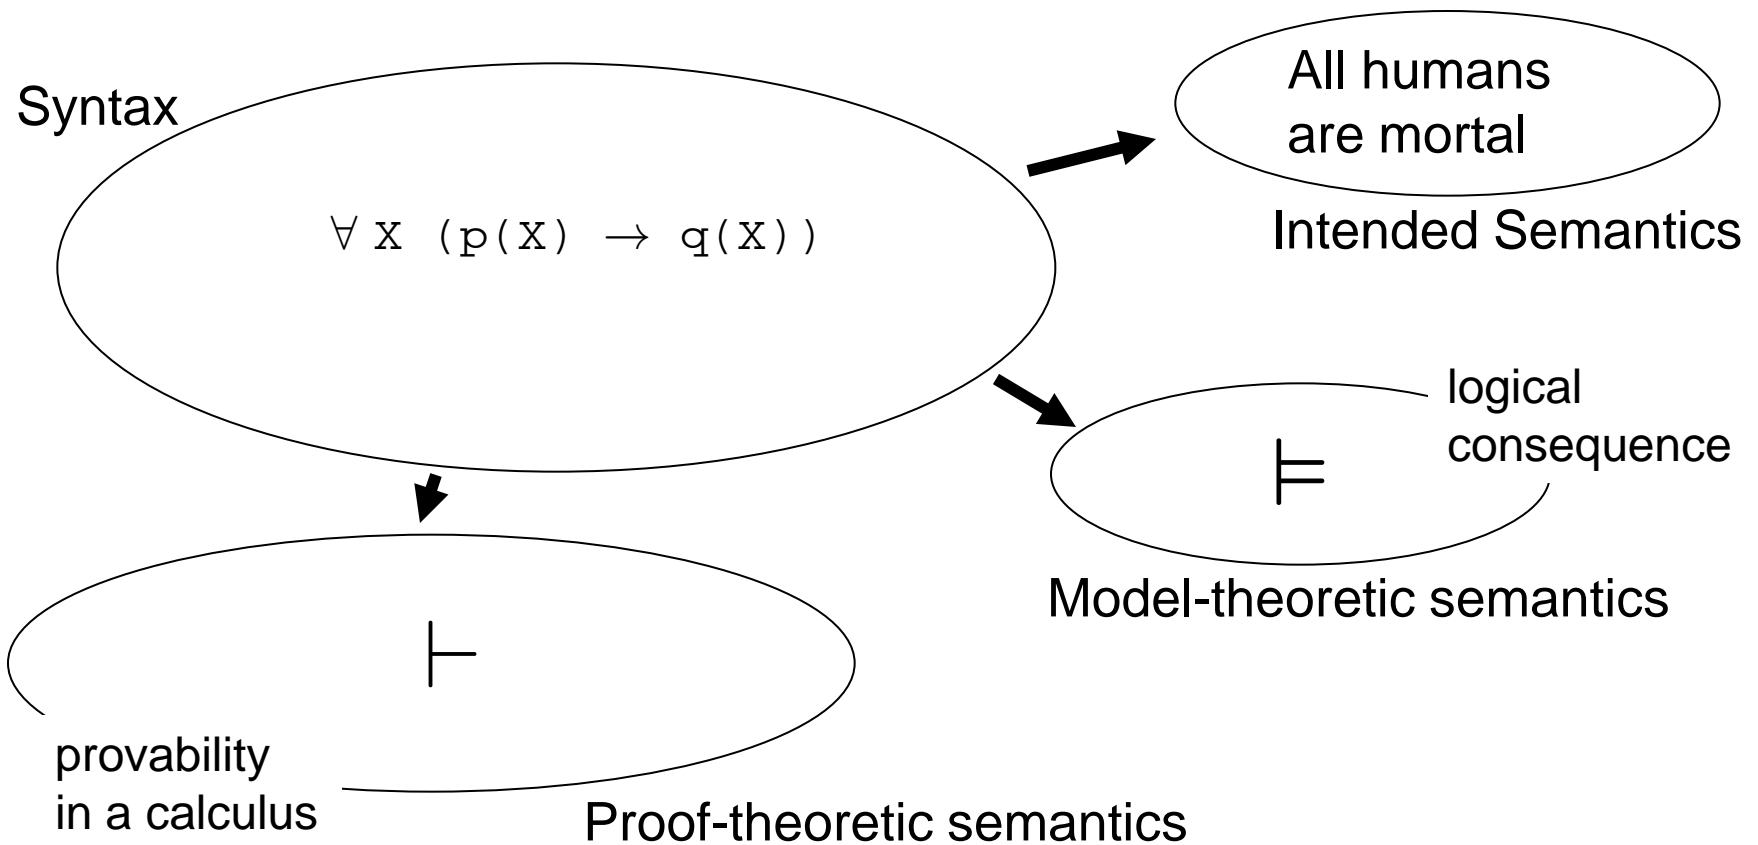 Syntax
∀ X (p(X) → q(X))
All humans
are mortal
Intended Semantics
logical
consequence
⊨
Model-theoretic semantics
⊢
provability
in a calculus
Proof-theoretic semantics